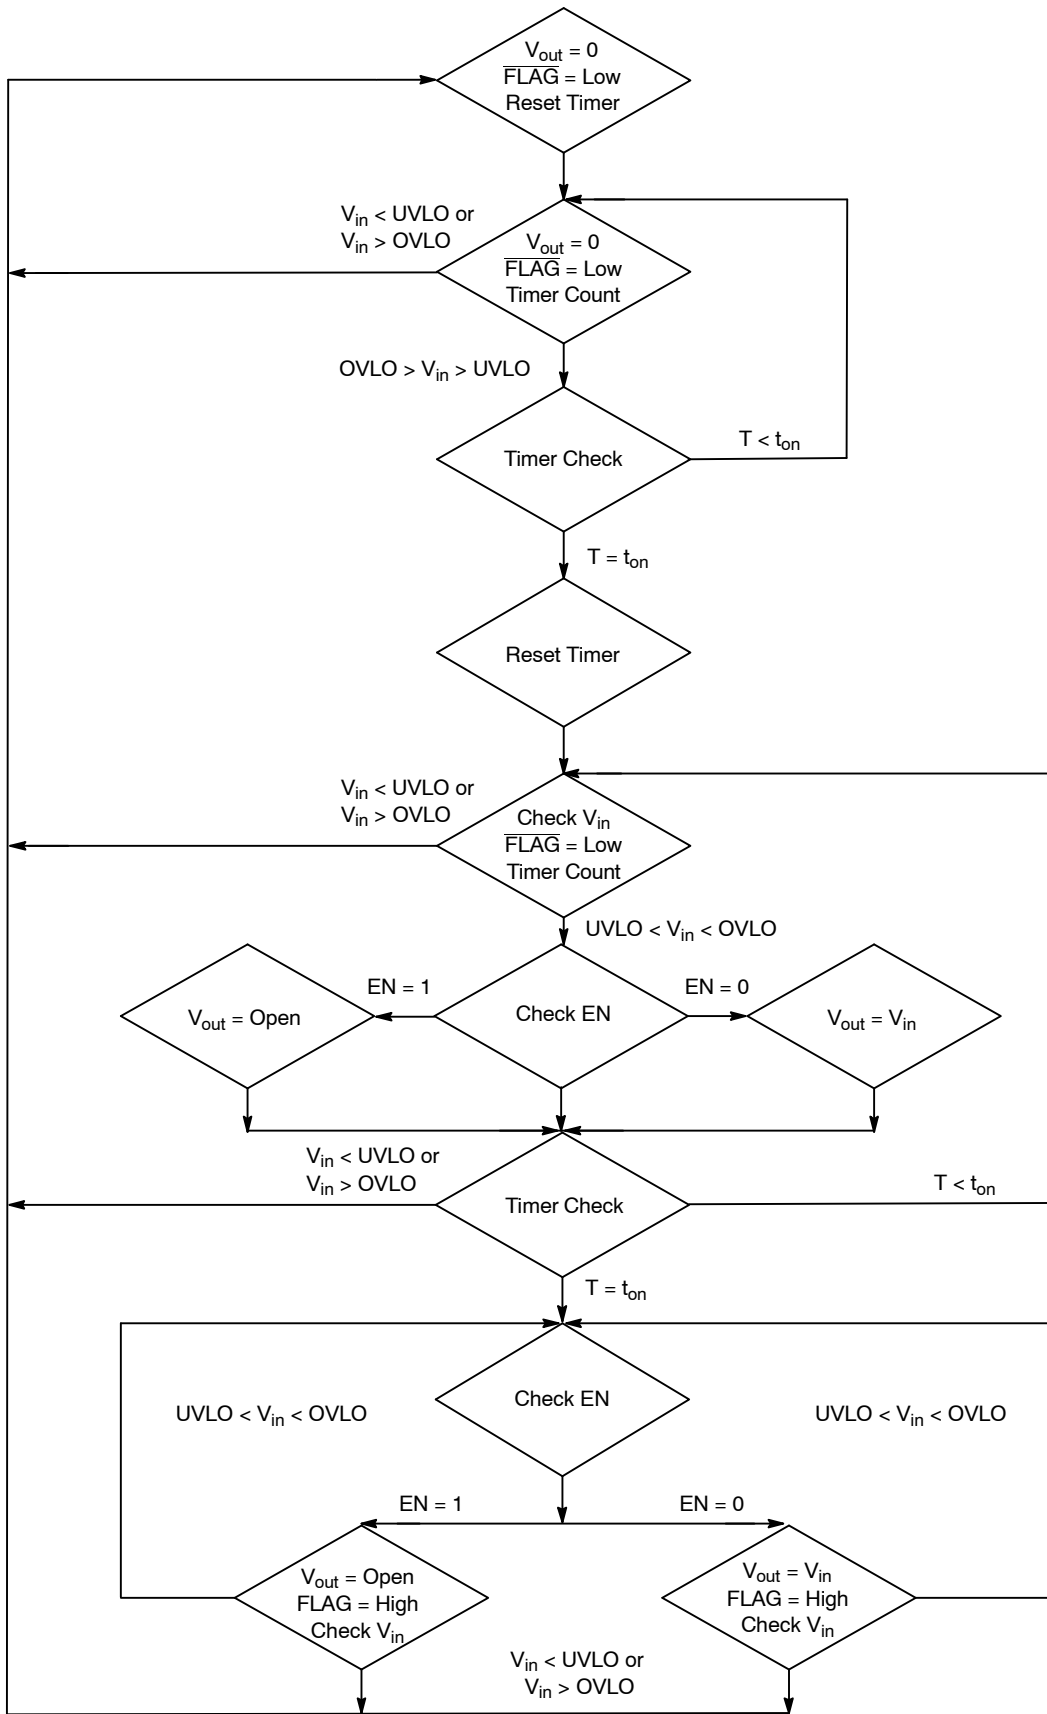 Vout = 0
FLAG = Low
Reset Timer
Vin < UVLO or
Vin > OVLO
Vout = 0
FLAG = Low
Timer Count
OVLO > Vin > UVLO
T < ton
Timer Check
T = ton
Reset Timer
Vin < UVLO or
Vin > OVLO
Check Vin
FLAG = Low
Timer Count
UVLO < Vin < OVLO
EN = 1
EN = 0
Vout = Open
Check EN
Vout = Vin
Vin < UVLO or
Vin > OVLO
T < ton
Timer Check
T = ton
Check EN
UVLO < Vin < OVLO
UVLO < Vin < OVLO
EN = 1
EN = 0
Vout = Open
FLAG = High
Check Vin
Vout = Vin
FLAG = High
Check Vin
Vin < UVLO or
Vin > OVLO